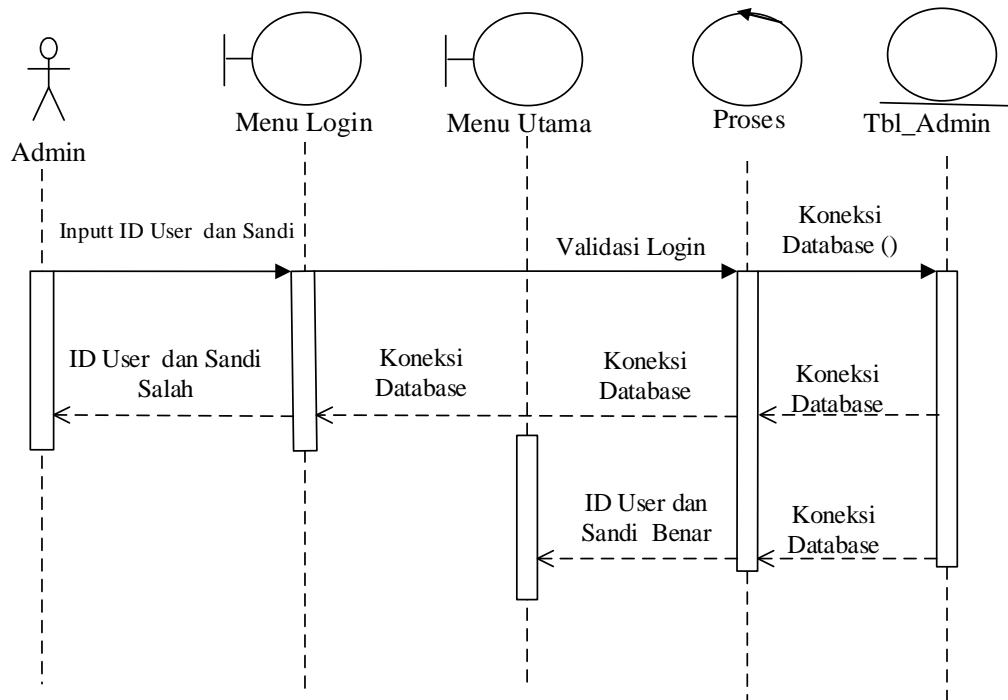 Admin
Menu Login
Menu Utama
Proses
Tbl_Admin
Inputt ID User dan Sandi
Validasi Login
Koneksi
Database ()
ID User dan Sandi
Salah
Koneksi
Database
Koneksi
Database
Koneksi
Database
ID User dan
Sandi Benar
Koneksi
Database